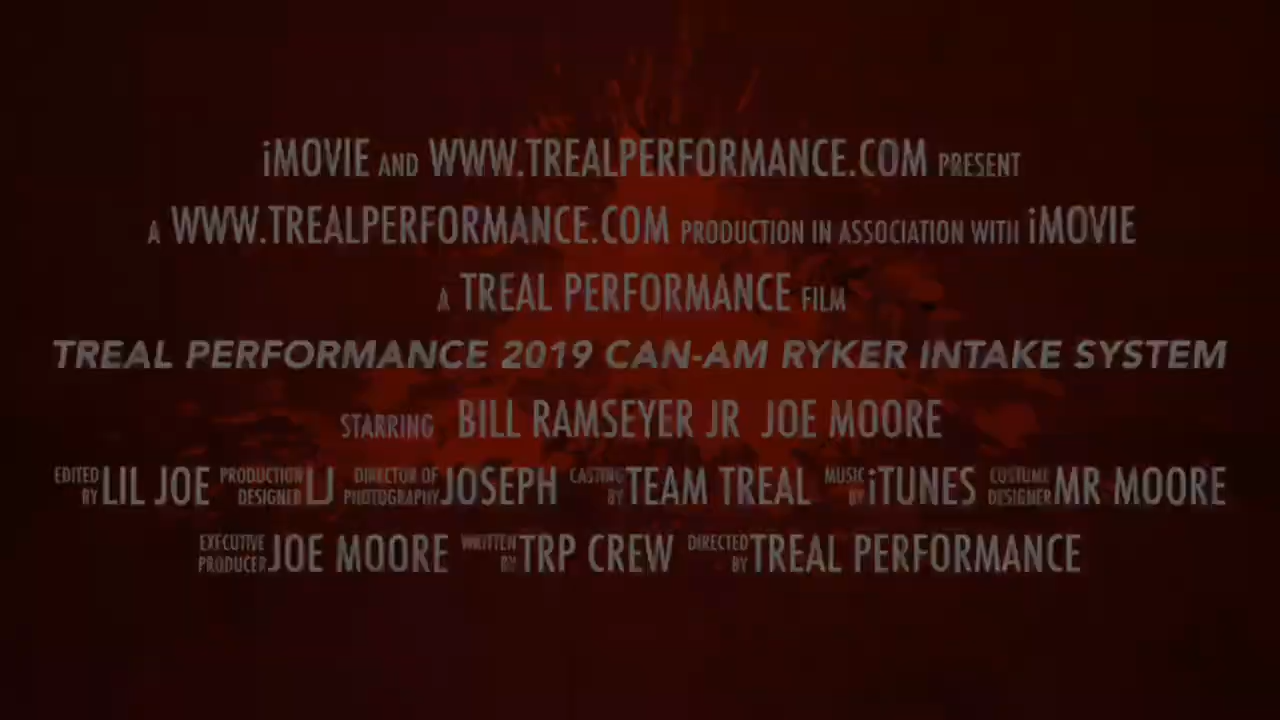 iMOVIE AND WWW.TREALPERFORMANCE.COM PRESENT
A WWW.TREALPERFORMANCE.COM PRODUCTION IN ASSOCIATION WITH iMOVIE
A TREAL PERFORMANCE FILM
TREAL PERFORMANCE 2019 CAN-AM RYKER INTAKE SYSTEM
STARRING BILL RAMSEYER JR JOE MOORE
EDITED BY LIL JOE PRODUCTION DESIGNER LJ DIRECTOR OF PHOTOGRAPHY JOSEPH CASTING BY TEAM TREAL MUSIC BY iTUNES COSTUME DESIGNER MR MOORE
EXECUTIVE PRODUCER JOE MOORE WRITTEN BY TRP CREW DIRECTED BY TREAL PERFORMANCE